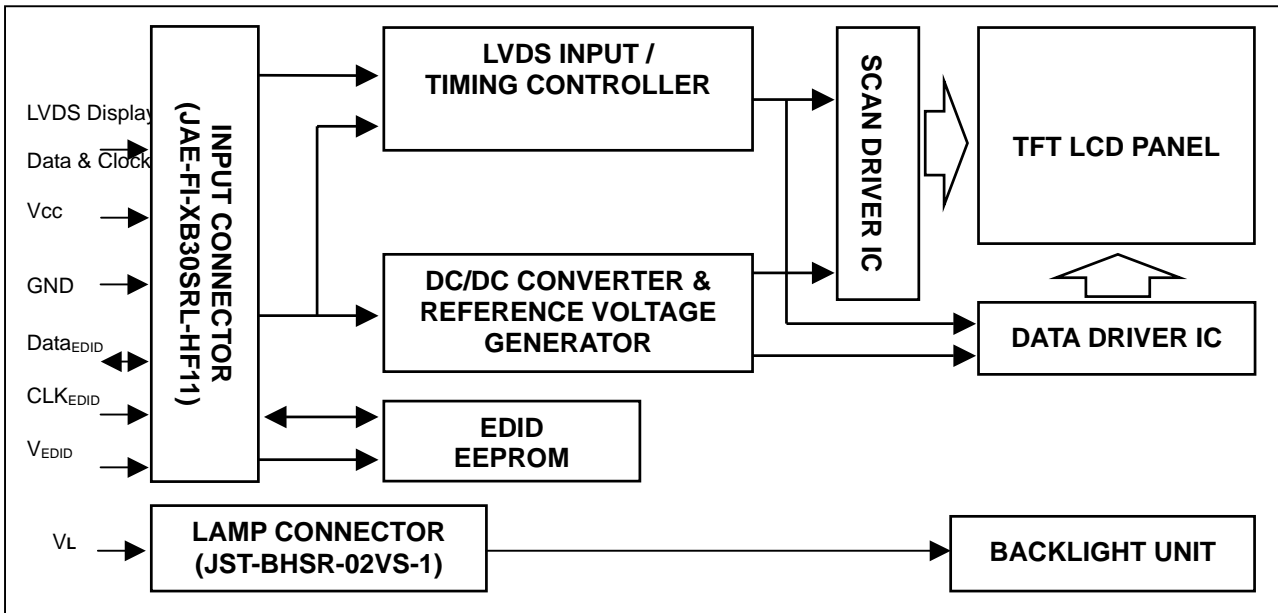 LVDS Display
Data & Clock
Vcc
GND
DataEDID
CLKEDID
VEDID
VL
INPUT CONNECTOR
(JAE-FI-XB30SRL-HF11)
LVDS INPUT /
TIMING CONTROLLER
DC/DC CONVERTER &
REFERENCE VOLTAGE
GENERATOR
EDID
EEPROM
LAMP CONNECTOR
(JST-BHSR-02VS-1)
SCAN DRIVER IC
TFT LCD PANEL
DATA DRIVER IC
BACKLIGHT UNIT